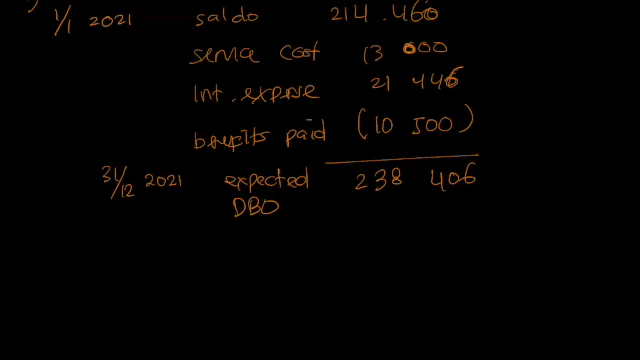 1/1 2021 saldo 214.460
service cost 13 000
int. expense 21 446
benefits paid (10 500)
31/12 2021 expected 238 406
DBO